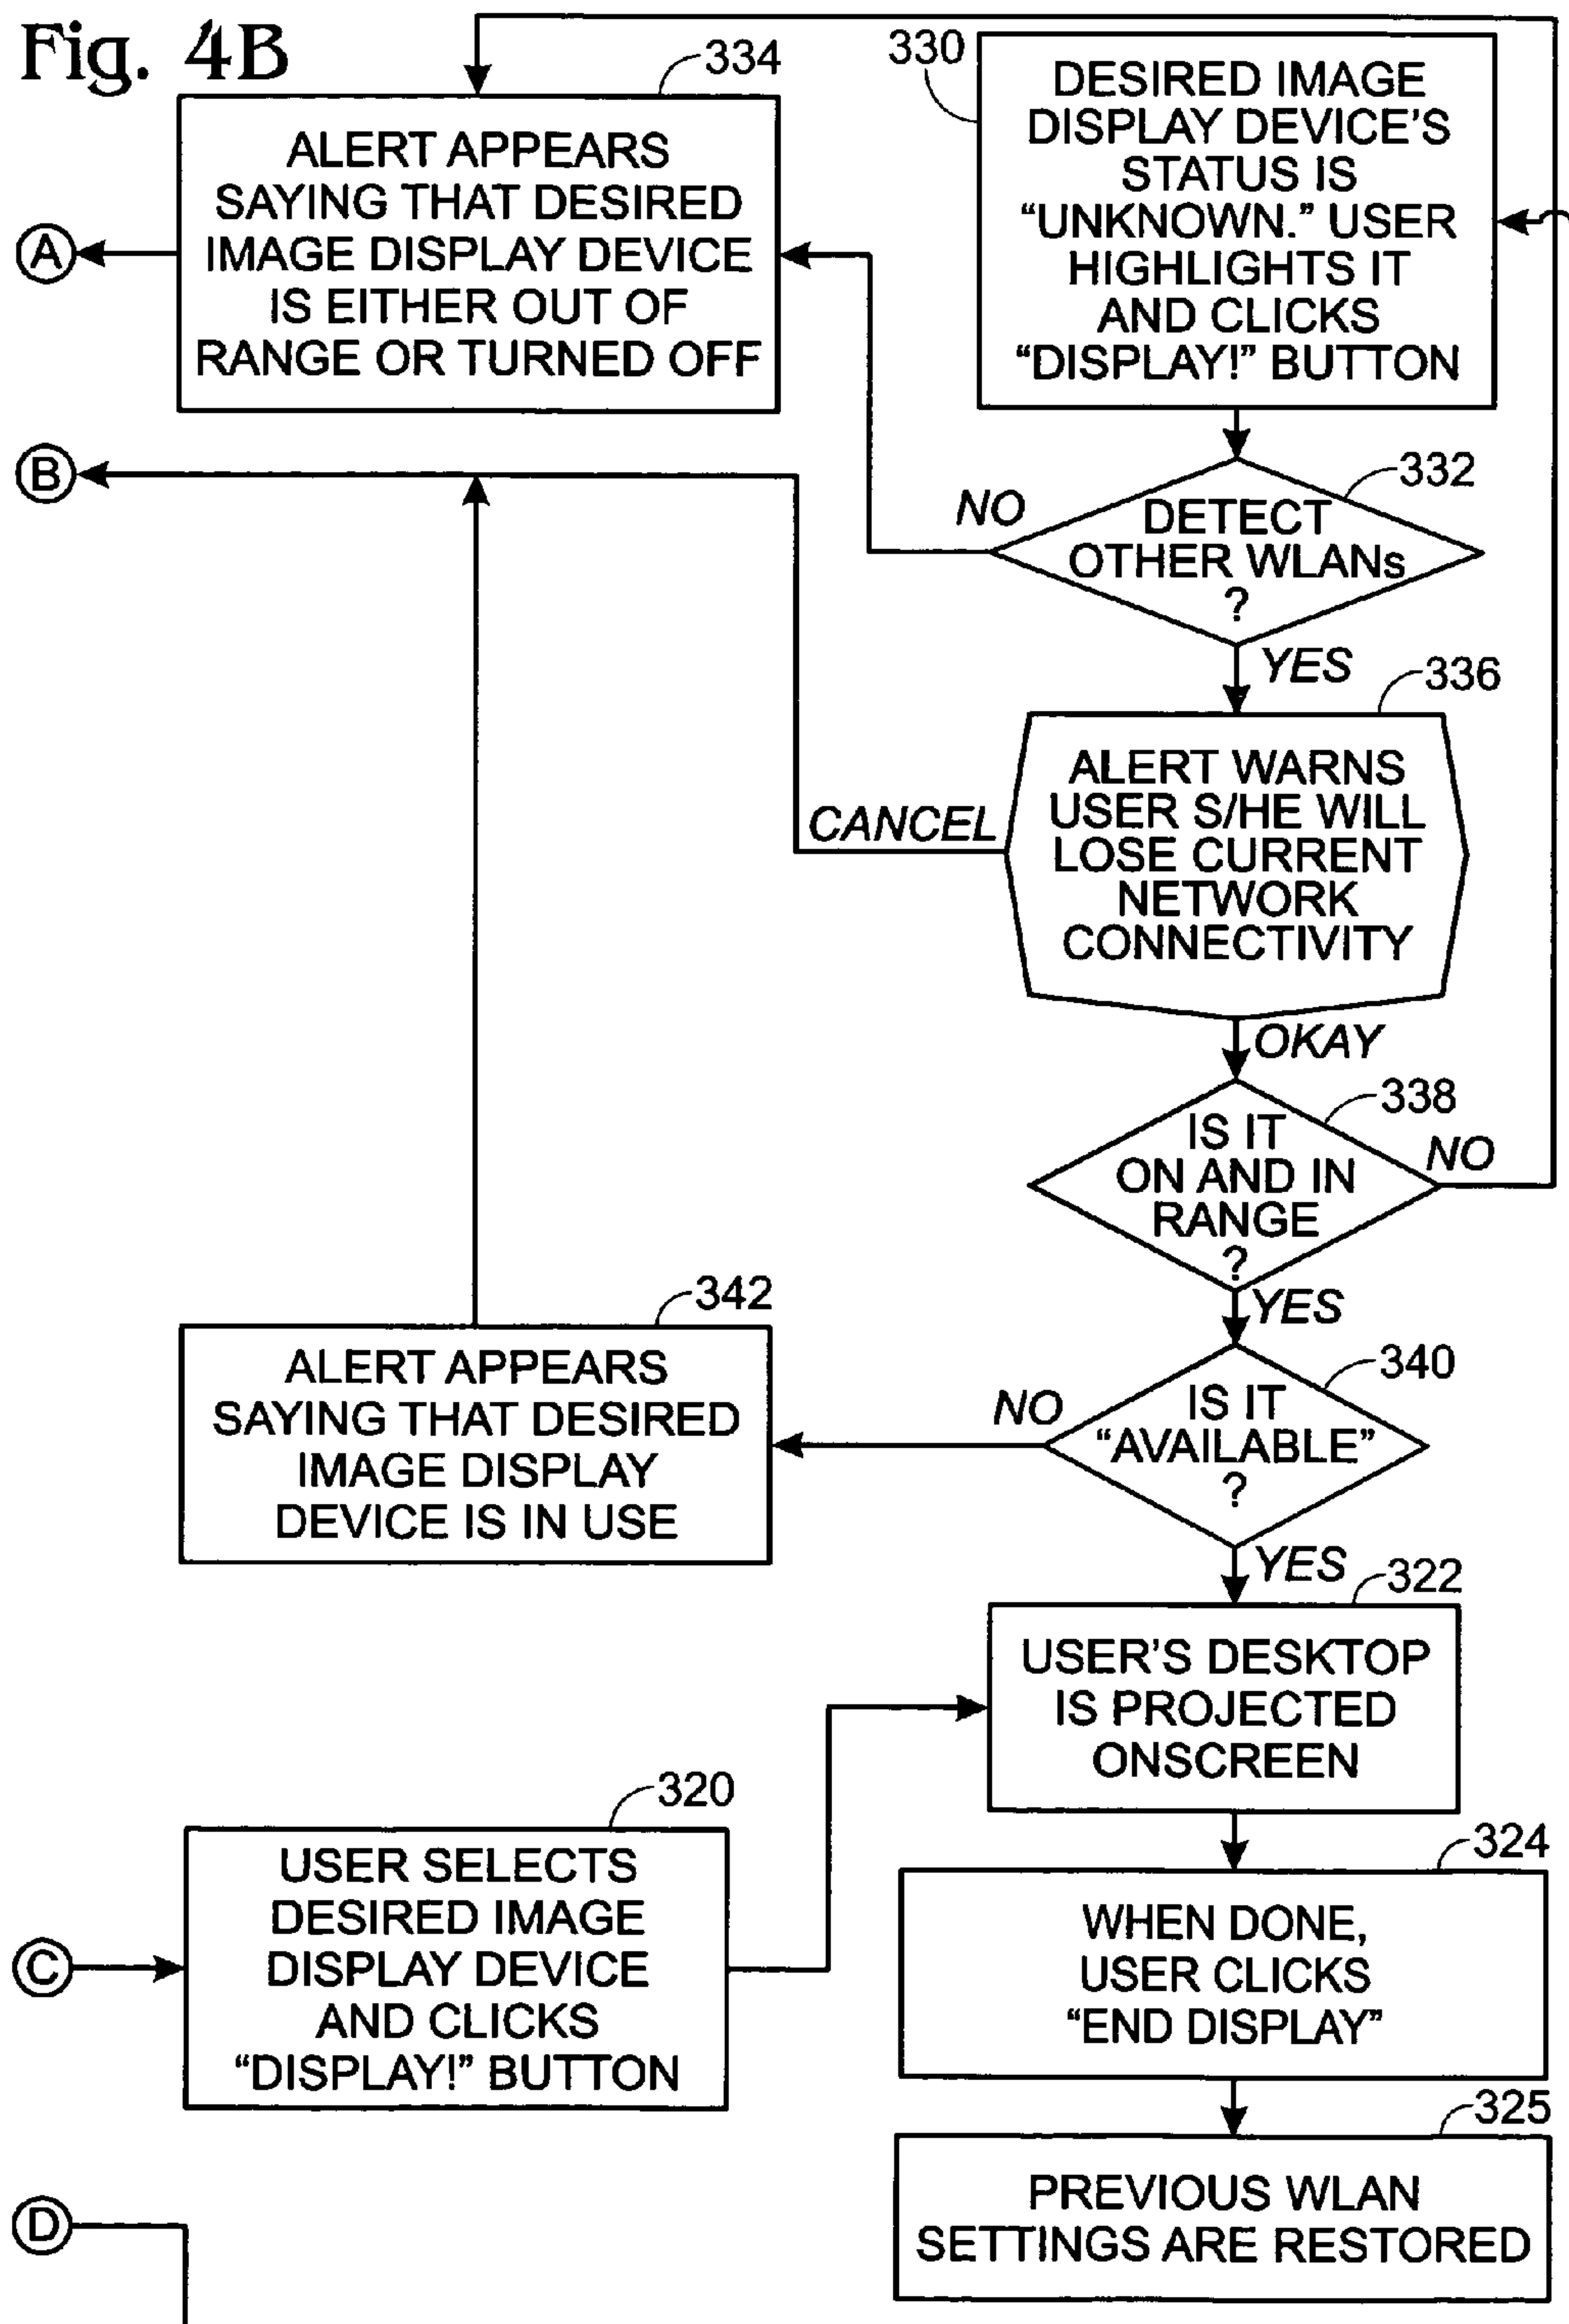 Fig. 4B
334
ALERT APPEARS
SAYING THAT DESIRED
IMAGE DISPLAY DEVICE
IS EITHER OUT OF
RANGE OR TURNED OFF
A
330
DESIRED IMAGE
DISPLAY DEVICE'S
STATUS IS
“UNKNOWN.” USER
HIGHLIGHTS IT
AND CLICKS
“DISPLAY!” BUTTON
B
332
NO
DETECT
OTHER WLANs
?
YES
336
ALERT WARNS
USER S/HE WILL
LOSE CURRENT
NETWORK
CONNECTIVITY
CANCEL
OKAY
338
IS IT
ON AND IN
RANGE
?
NO
YES
342
ALERT APPEARS
SAYING THAT DESIRED
IMAGE DISPLAY
DEVICE IS IN USE
340
NO
IS IT
“AVAILABLE”
?
YES
322
USER'S DESKTOP
IS PROJECTED
ONSCREEN
320
USER SELECTS
DESIRED IMAGE
DISPLAY DEVICE
AND CLICKS
“DISPLAY!” BUTTON
C
324
WHEN DONE,
USER CLICKS
“END DISPLAY”
325
PREVIOUS WLAN
SETTINGS ARE RESTORED
D